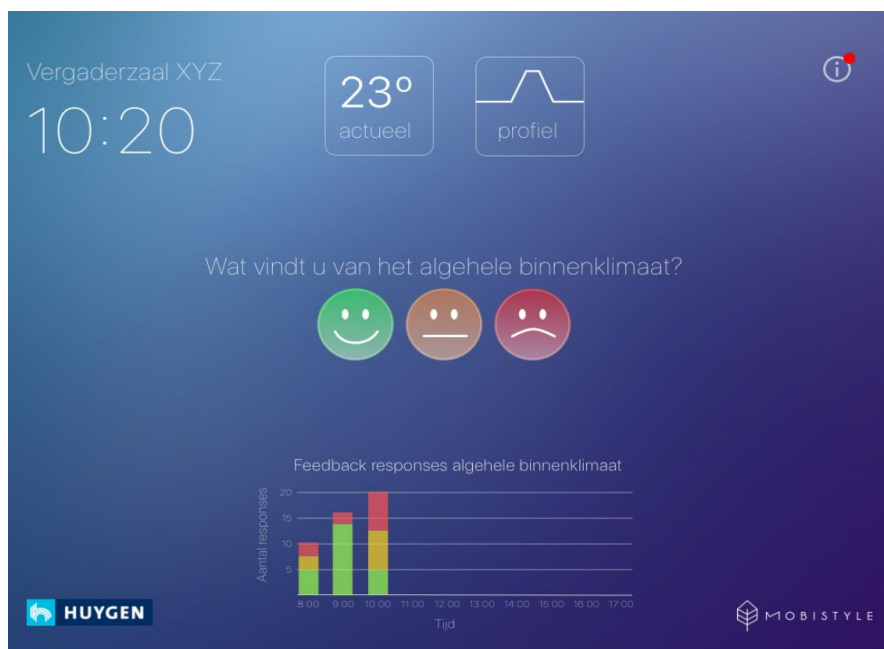 Vergaderzaal XYZ
10:20
23°
actueel
profiel
i
Wat vindt u van het algehele binnenklimaat?
Feedback responses algehele binnenklimaat
Aantal responses
20
15
10
5
8:00 9:00 10:00 11:00 12:00 13:00 14:00 15:00 16:00 17:00
Tijd
HUYGEN
MOBISTYLE